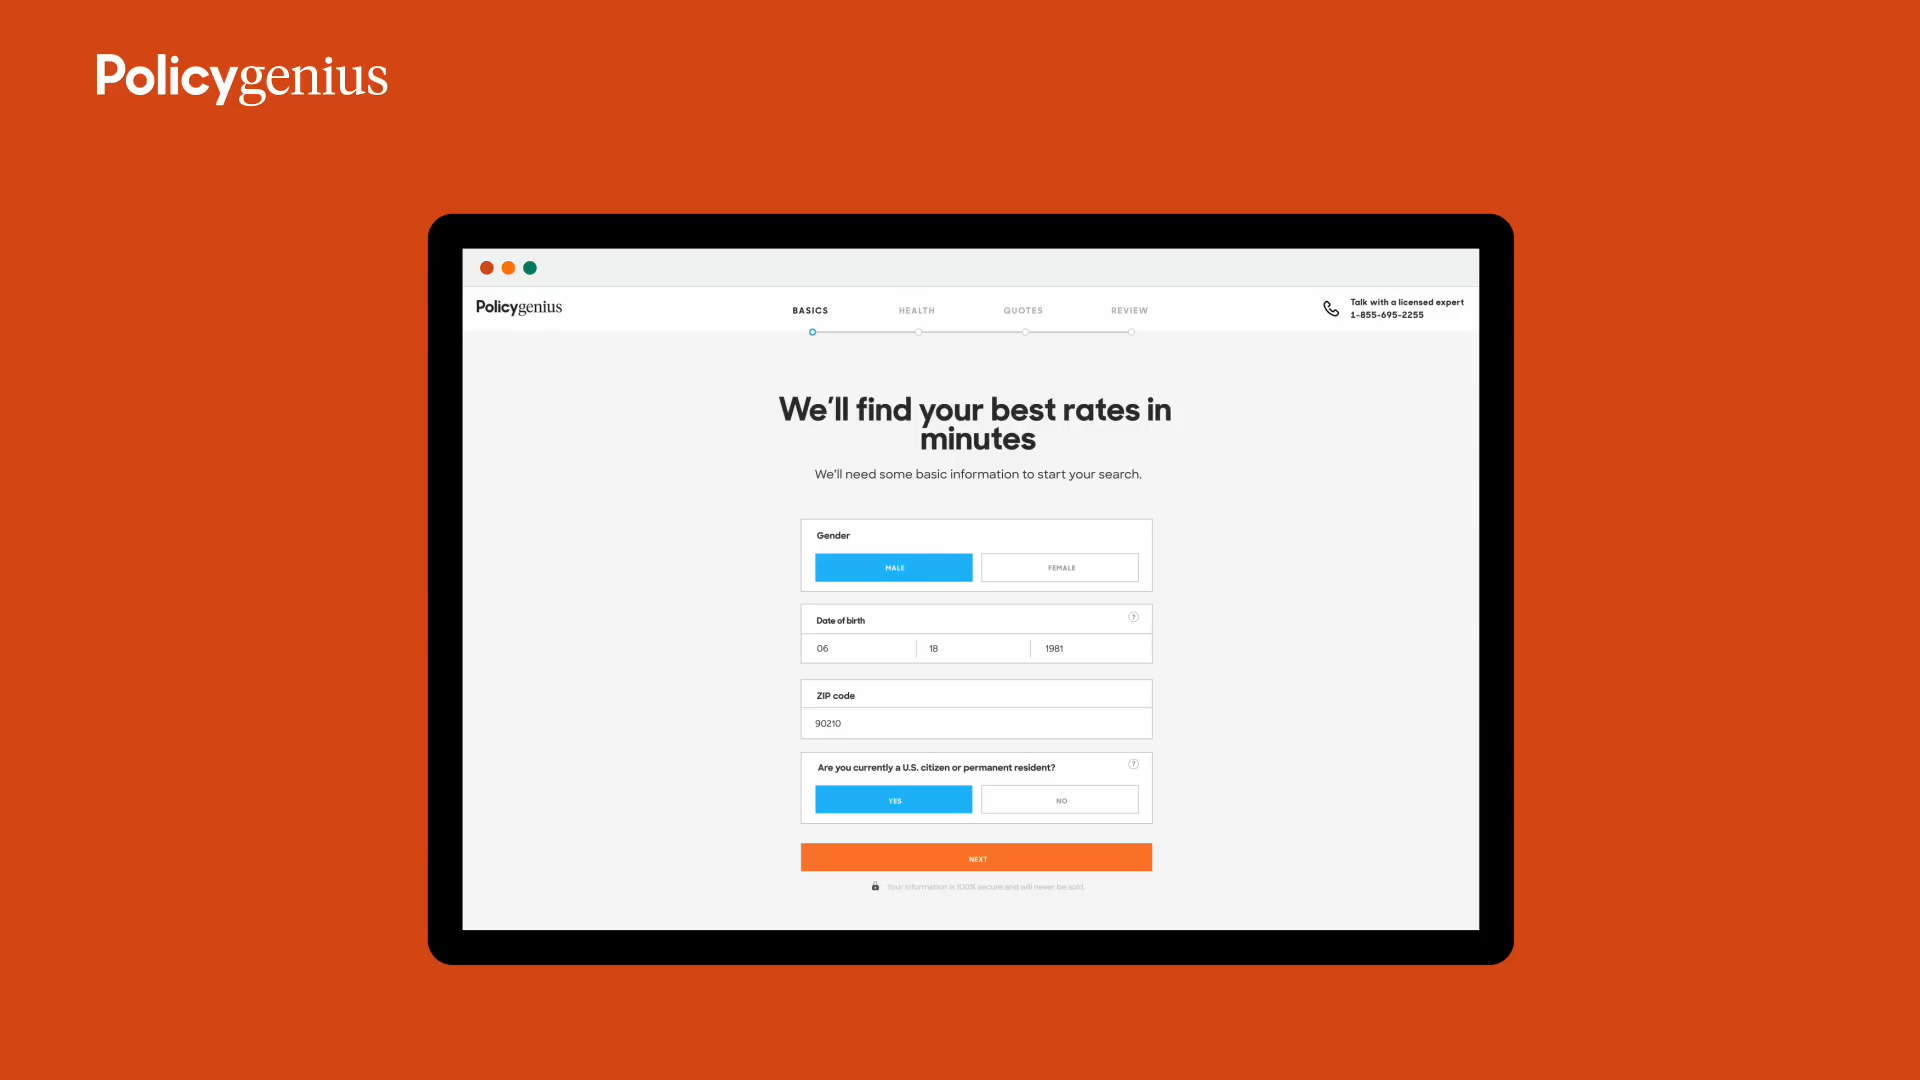 Policygenius
Policygenius
BASICS
HEALTH
QUOTES
REVIEW
Talk with a licensed expert
1-855-695-2255
We'll find your best rates in
minutes
We'll need some basic information to start your search.
Gender
MALE
FEMALE
Date of birth
?
06
18
1981
ZIP code
90210
Are you currently a U.S. citizen or permanent resident?
?
YES
NO
NEXT
Your information is 100% secure and will never be sold.